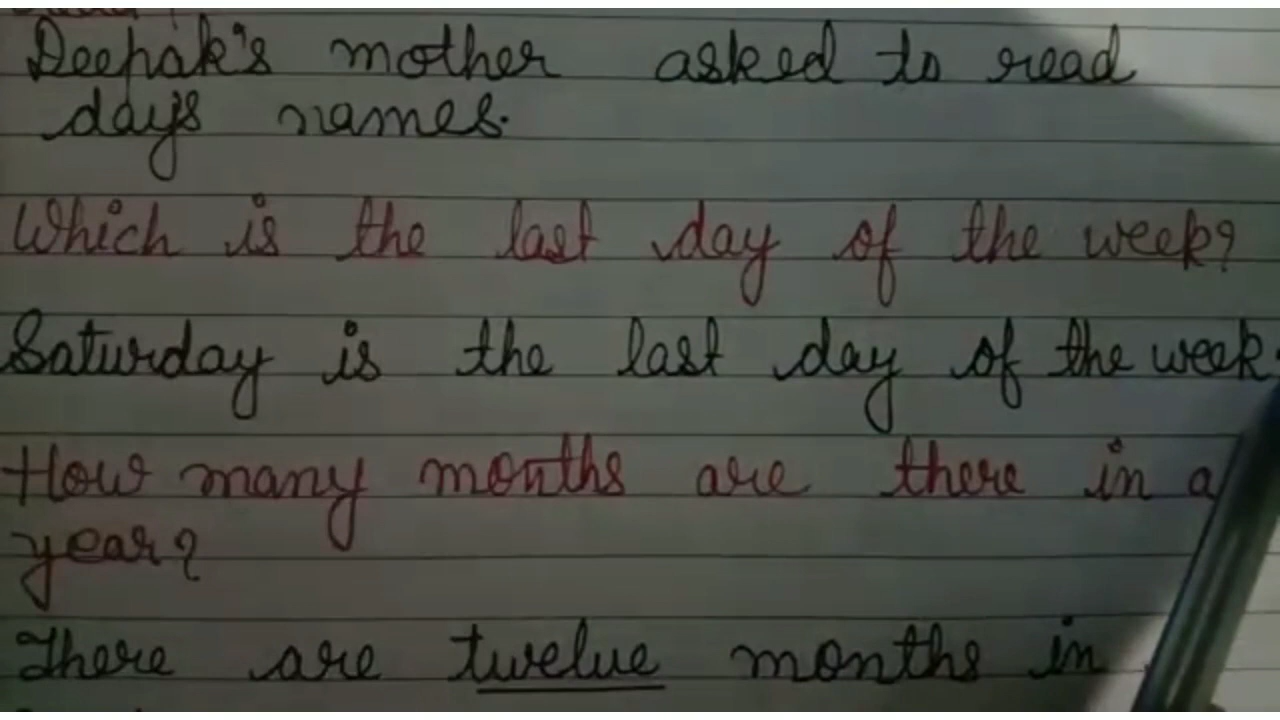 Deepak's mother asked to read
day's names.
Which is the last day of the week?
Saturday is the last day of the week.
How many months are there in a
year?
There are twelve months in